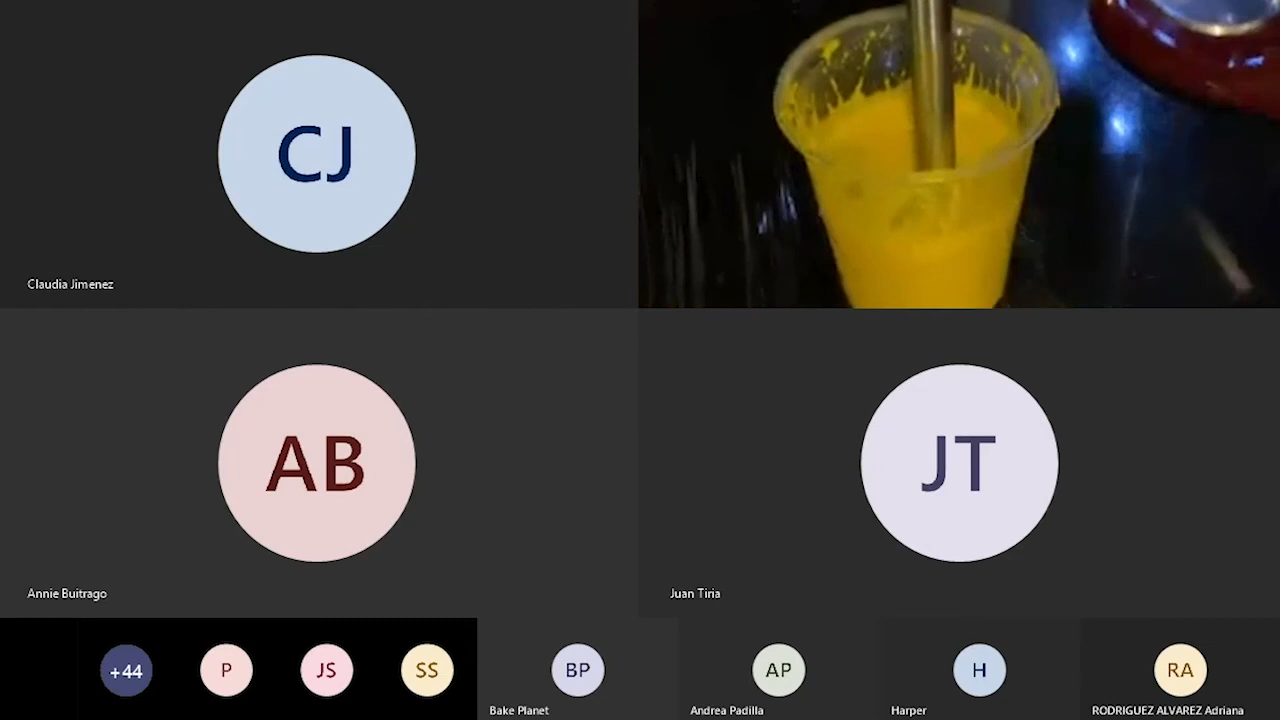 CJ
Claudia Jimenez
AB
Annie Buitrago
JT
Juan Tiria
+44
P
JS
SS
BP
Bake Planet
AP
Andrea Padilla
H
Harper
RA
RODRIGUEZ ALVAREZ Adriana